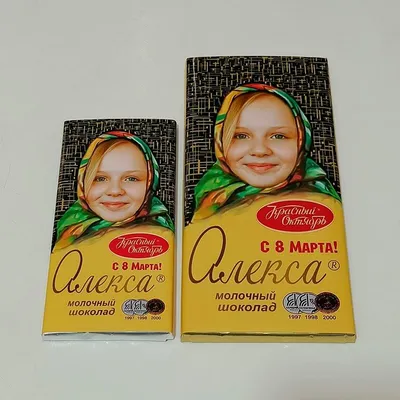 Красный
Октябрь
С 8 Марта!
Алекса®
молочный
шоколад
1997 1998 2000
Красный
Октябрь
С 8 Марта!
Алекса®
молочный
шоколад
1997 1998 2000